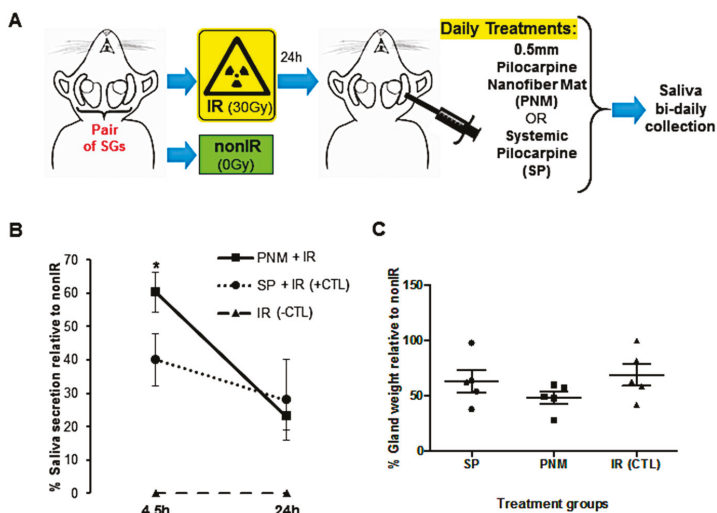 A
Pair
of SGs
IR (30Gy)
nonIR
(0Gy)
24h
Daily Treatments:
0.5mm
Pilocarpine
Nanofiber Mat
(PNM)
OR
Systemic
Pilocarpine
(SP)
Saliva
bi-daily
collection
B
% Saliva secretion relative to nonIR
70
60
50
40
30
20
10
0
*
PNM + IR
SP + IR (+CTL)
IR (-CTL)
4.5h
24h
C
% Gland weight relative to nonIR
150
100
50
0
SP
PNM
IR (CTL)
Treatment groups